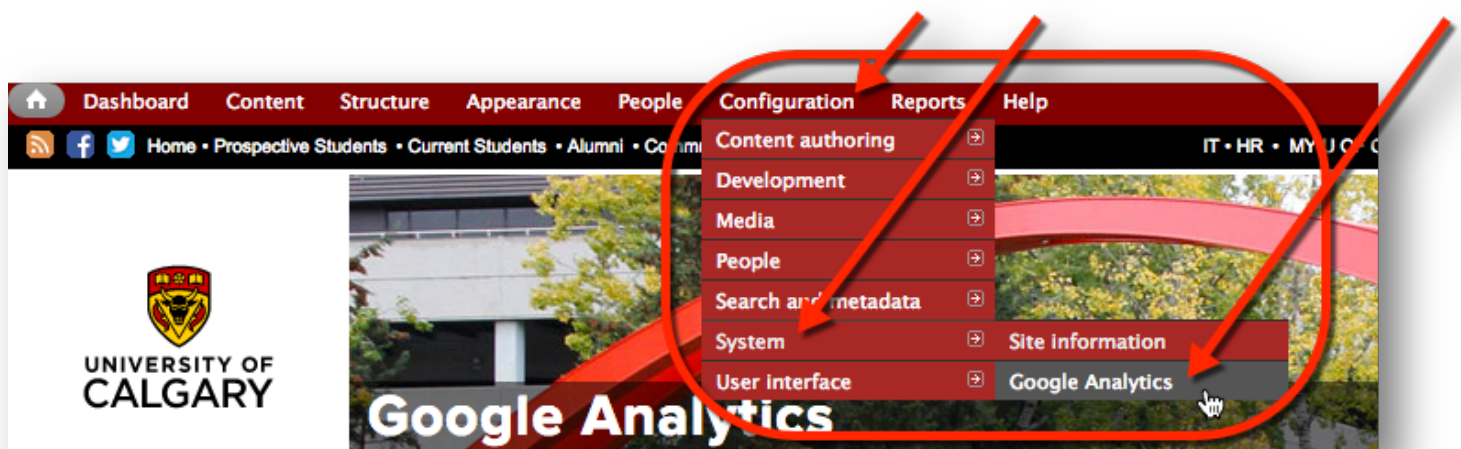 Dashboard Content Structure Appearance People Configuration Reports Help
Home • Prospective Students • Current Students • Alumni • IT • HR • MY U OF
Content authoring
Development
Media
People
Search and metadata
System Site information
User interface Google Analytics
UNIVERSITY OF
CALGARY
Google Analytics